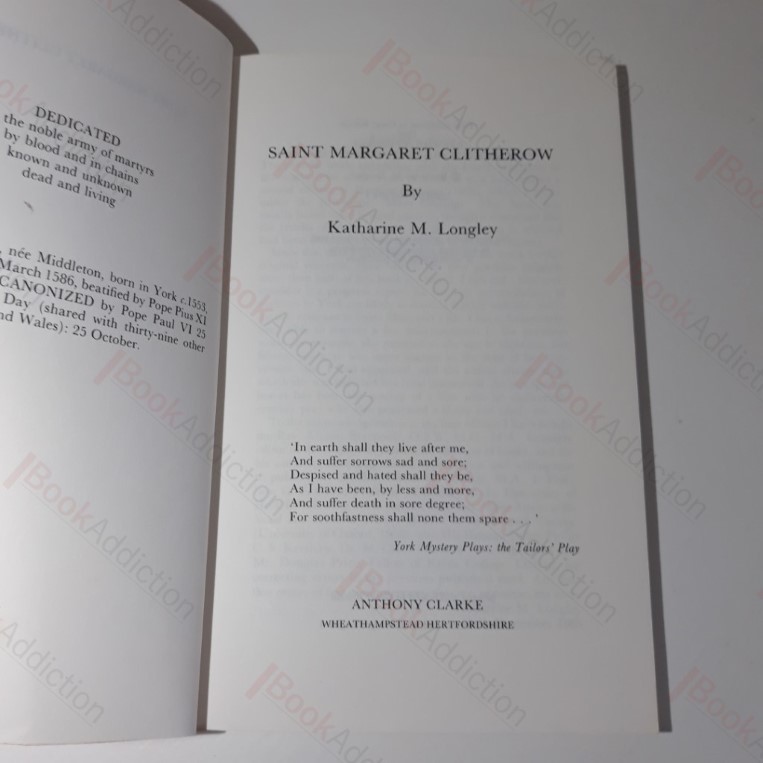 DEDICATED
the noble army of martyrs
by blood and in chains
known and unknown
dead and living
, née Middleton, born in York c.1553,
March 1586, beatified by Pope Pius XI
CANONIZED by Pope Paul VI 25
Day (shared with thirty-nine other
nd Wales): 25 October.
SAINT MARGARET CLITHEROW
By
Katharine M. Longley
'In earth shall they live after me,
And suffer sorrows sad and sore;
Despised and hated shall they be,
As I have been, by less and more,
And suffer death in sore degree;
For soothfastness shall none them spare . . .'
York Mystery Plays: the Tailors' Play
ANTHONY CLARKE
WHEATHAMPSTEAD HERTFORDSHIRE
BookAddiction